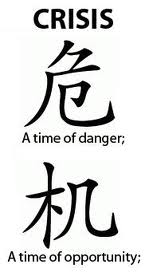 CRISIS
危
A time of danger;
机
A time of opportunity;